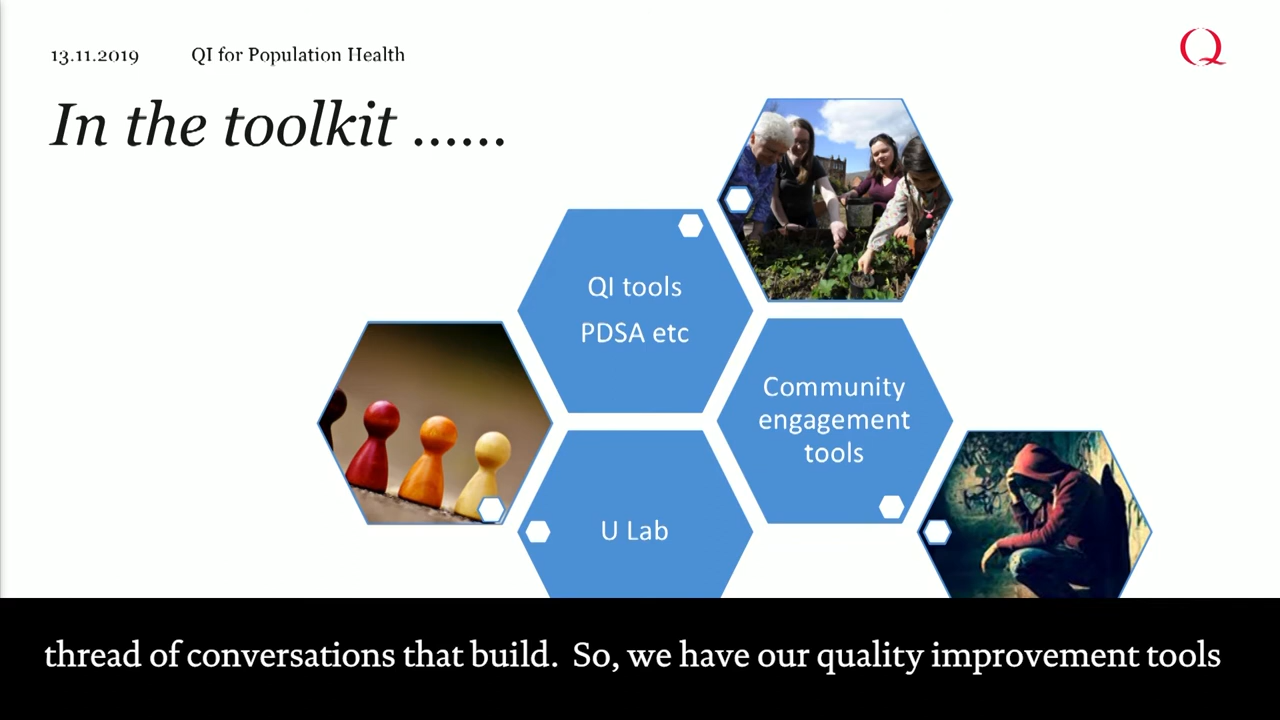 13.11.2019 QI for Population Health
Q
In the toolkit ......
QI tools
PDSA etc
Community
engagement
tools
U Lab
thread of conversations that build.  So, we have our quality improvement tools